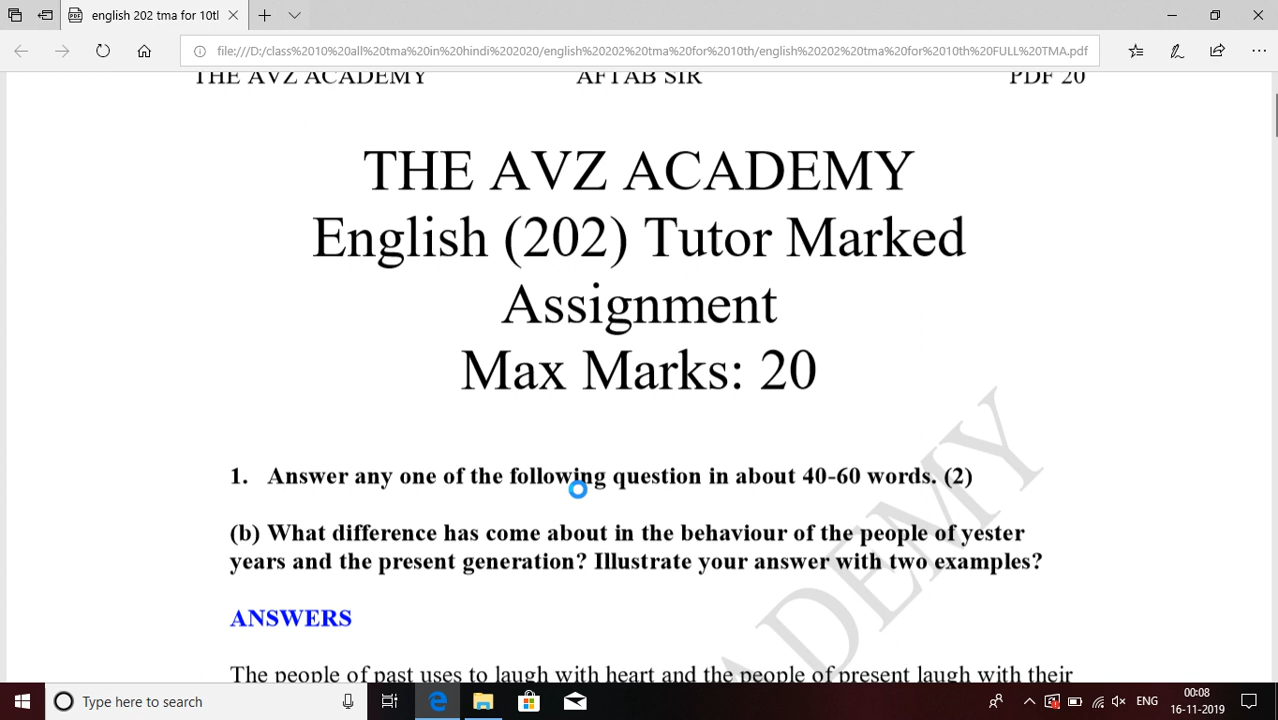 english 202 tma for 10tl
file:///D:/class%2010%20all%20tma%20in%20hindi%202020/english%20202%20tma%20for%2010th/english%20202%20tma%20for%2010th%20FULL%20TMA.pdf
THE AVZ ACADEMY AFTAB SIR PDF 20
THE AVZ ACADEMY
English (202) Tutor Marked
Assignment
Max Marks: 20
1. Answer any one of the following question in about 40-60 words. (2)
(b) What difference has come about in the behaviour of the people of yester
years and the present generation? Illustrate your answer with two examples?
ANSWERS
The people of past uses to laugh with heart and the people of present laugh with their
ADEMY
Type here to search
ENG
00:08
16-11-2019